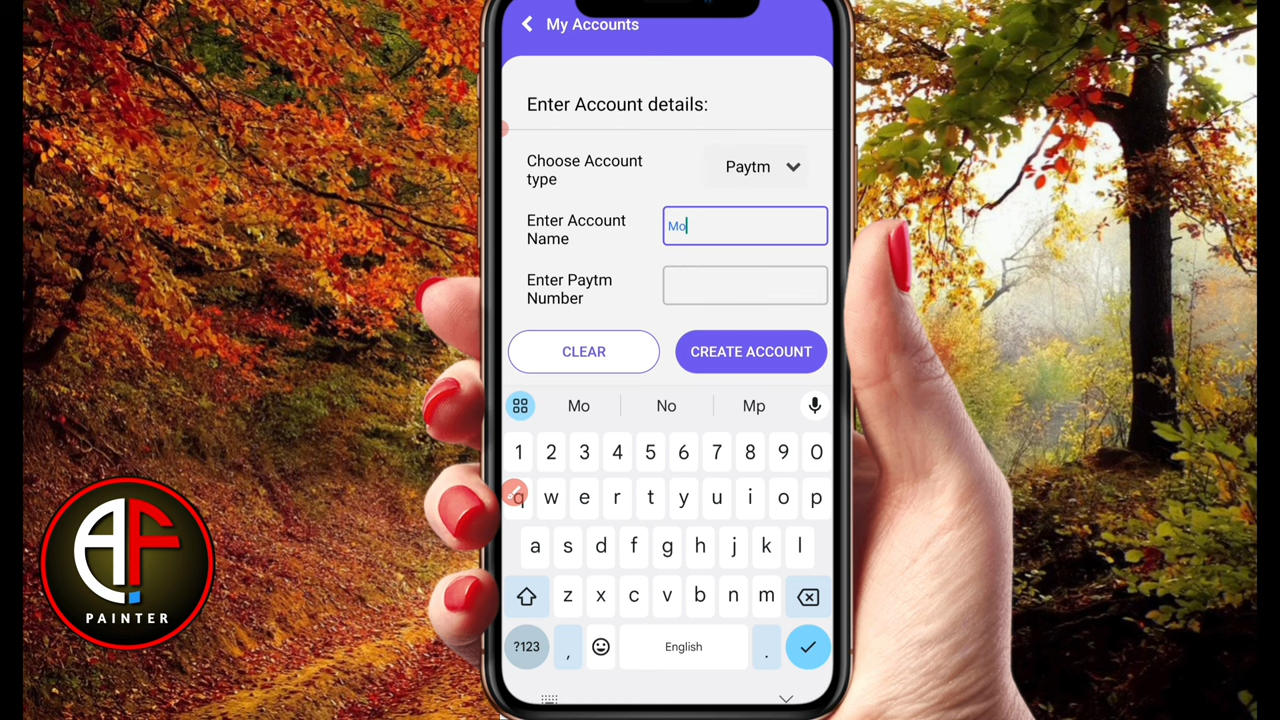 My Accounts
Enter Account details:
Choose Account
type
Paytm
Enter Account
Name
Mo
Enter Paytm
Number
CLEAR
CREATE ACCOUNT
Mo No Mp
1 2 3 4 5 6 7 8 9 0
q w e r t y u i o p
a s d f g h j k l
z x c v b n m
?123 , English .
AF
PAINTER